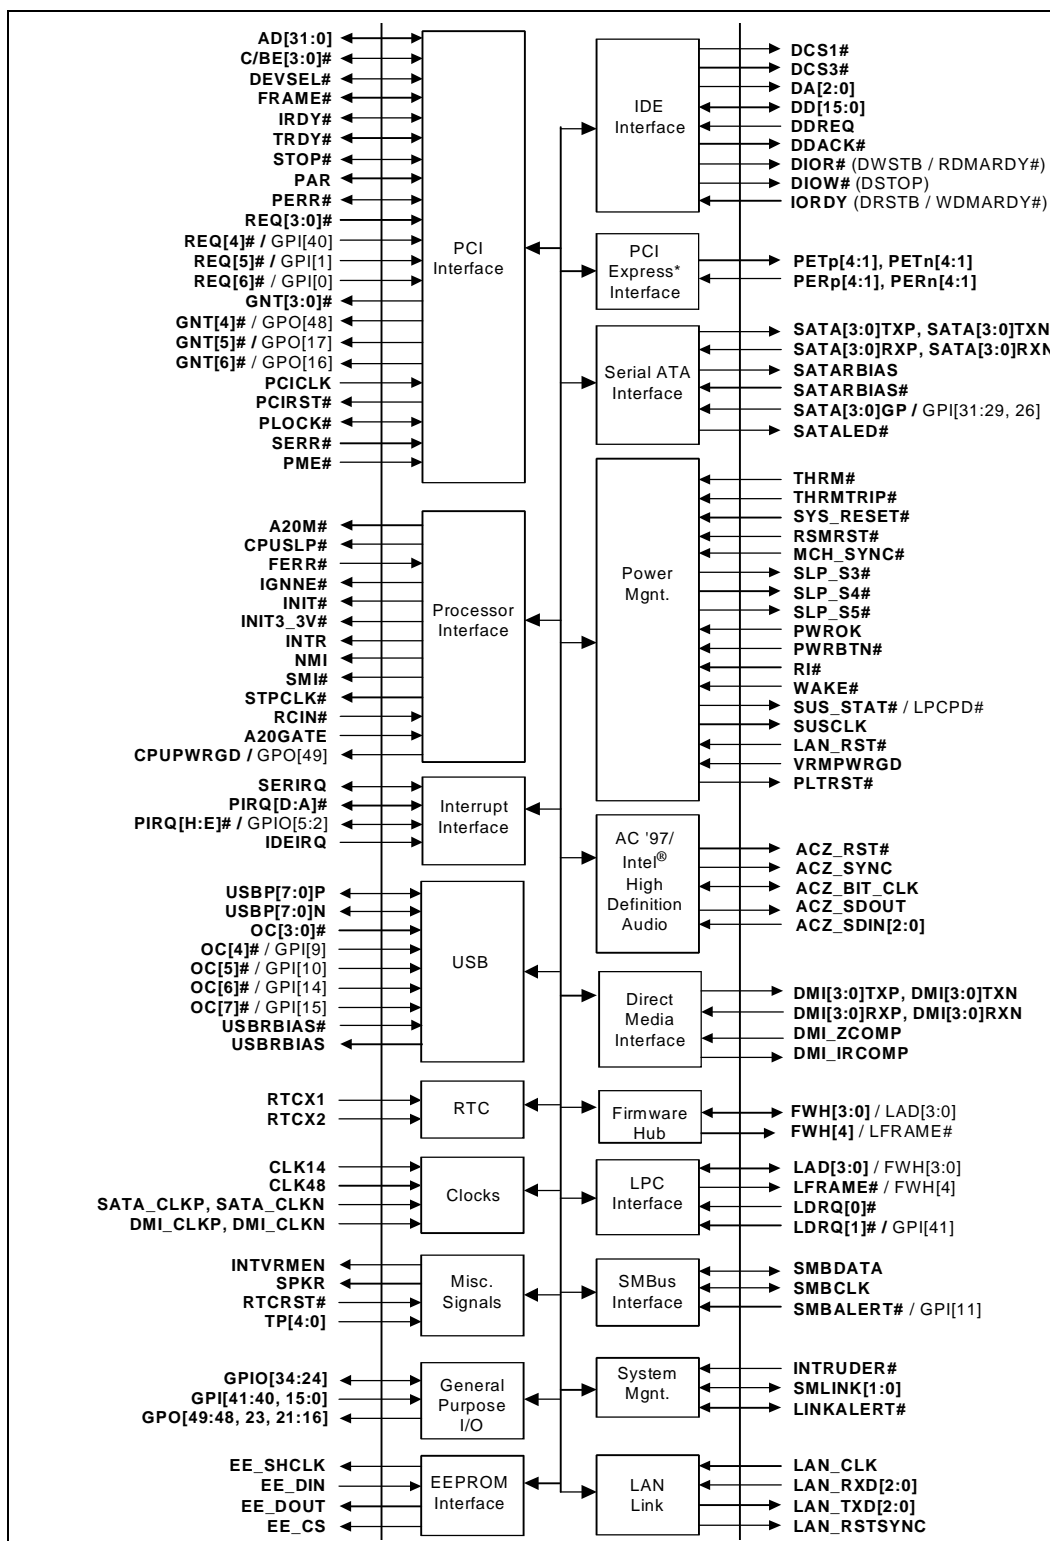 AD[31:0]
C/BE[3:0]#
DEVSEL#
FRAME#
IRDY#
TRDY#
STOP#
PAR
PERR#
REQ[3:0]#
REQ[4]# / GPI[40]
REQ[5]# / GPI[1]
REQ[6]# / GPI[0]
GNT[3:0]#
GNT[4]# / GPO[48]
GNT[5]# / GPO[17]
GNT[6]# / GPO[16]
PCICLK
PCIRST#
PLOCK#
SERR#
PME#
PCI
Interface
A20M#
CPUSLP#
FERR#
IGNNE#
INIT#
INIT3_3V#
INTR
NMI
SMI#
STPCLK#
RCIN#
A20GATE
CPUPWRGD / GPO[49]
Processor
Interface
SERIRQ
PIRQ[D:A]#
PIRQ[H:E]# / GPIO[5:2]
IDEIRQ
Interrupt
Interface
USBP[7:0]P
USBP[7:0]N
OC[3:0]#
OC[4]# / GPI[9]
OC[5]# / GPI[10]
OC[6]# / GPI[14]
OC[7]# / GPI[15]
USBRBIAS#
USBRBIAS
USB
RTCX1
RTCX2
RTC
CLK14
CLK48
SATA_CLKP, SATA_CLKN
DMI_CLKP, DMI_CLKN
Clocks
INTVRMEN
SPKR
RTCRST#
TP[4:0]
Misc.
Signals
GPIO[34:24]
GPI[41:40, 15:0]
GPO[49:48, 23, 21:16]
General
Purpose
I/O
EE_SHCLK
EE_DIN
EE_DOUT
EE_CS
EEPROM
Interface
IDE
Interface
DCS1#
DCS3#
DA[2:0]
DD[15:0]
DDREQ
DDACK#
DIOR# (DWSTB / RDMARDY#)
DIOW# (DSTOP)
IORDY (DRSTB / WDMARDY#)
PCI
Express*
Interface
PETp[4:1], PETn[4:1]
PERp[4:1], PERn[4:1]
Serial ATA
Interface
SATA[3:0]TXP, SATA[3:0]TXN
SATA[3:0]RXP, SATA[3:0]RXN
SATARBIAS
SATARBIAS#
SATA[3:0]GP / GPI[31:29, 26]
SATALED#
Power
Mgnt.
THRM#
THRMTRIP#
SYS_RESET#
RSMRST#
MCH_SYNC#
SLP_S3#
SLP_S4#
SLP_S5#
PWROK
PWRBTN#
RI#
WAKE#
SUS_STAT# / LPCPD#
SUSCLK
LAN_RST#
VRMPWRGD
PLTRST#
AC '97/
Intel®
High
Definition
Audio
ACZ_RST#
ACZ_SYNC
ACZ_BIT_CLK
ACZ_SDOUT
ACZ_SDIN[2:0]
Direct
Media
Interface
DMI[3:0]TXP, DMI[3:0]TXN
DMI[3:0]RXP, DMI[3:0]RXN
DMI_ZCOMP
DMI_IRCOMP
Firmware
Hub
FWH[3:0] / LAD[3:0]
FWH[4] / LFRAME#
LPC
Interface
LAD[3:0] / FWH[3:0]
LFRAME# / FWH[4]
LDRQ[0]#
LDRQ[1]# / GPI[41]
SMBus
Interface
SMBDATA
SMBCLK
SMBALERT# / GPI[11]
System
Mgnt.
INTRUDER#
SMLINK[1:0]
LINKALERT#
LAN
Link
LAN_CLK
LAN_RXD[2:0]
LAN_TXD[2:0]
LAN_RSTSYNC